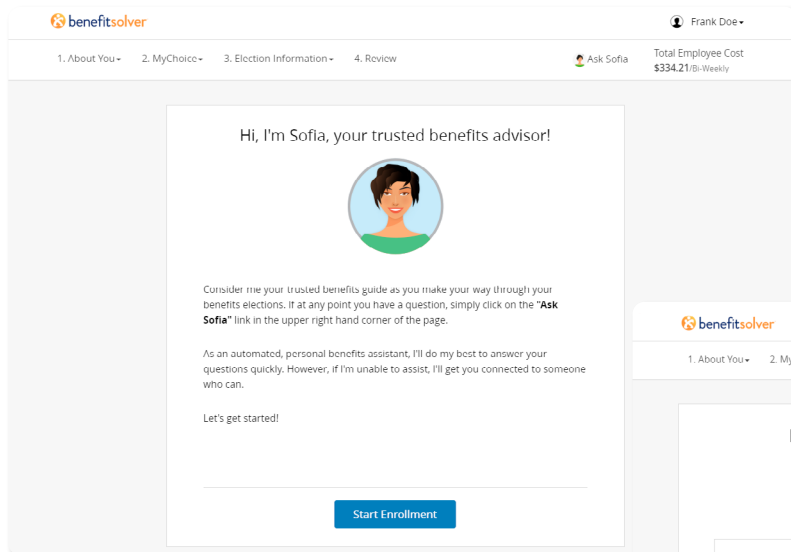 benefitsolver
Frank Doe
1. About You
2. MyChoice
3. Election Information
4. Review
Ask Sofia
Total Employee Cost
$334.21/Bi-Weekly
Hi, I'm Sofia, your trusted benefits advisor!
Consider me your trusted benefits guide as you make your way through your
benefits elections. If at any point you have a question, simply click on the "Ask
Sofia" link in the upper right hand corner of the page.
As an automated, personal benefits assistant, I'll do my best to answer your
questions quickly. However, if I'm unable to assist, I'll get you connected to someone
who can.
Let's get started!
Start Enrollment
benefitsolver
1. About You
2. My